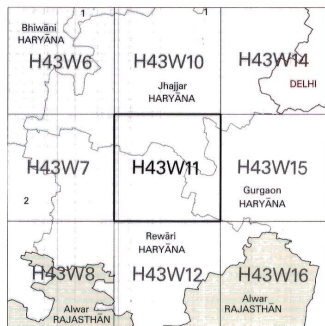 1 1
Bhiwāni
HARYĀNA
H43W6 H43W10 H43W14
Jhajjar
HARYĀNA
DELHI
H43W7 H43W11 H43W15
2
Gurgaon
HARYĀNA
Rewāri
HARYĀNA
H43W8 H43W12 H43W16
Alwar
RAJASTHĀN
Alwar
RAJASTHĀN